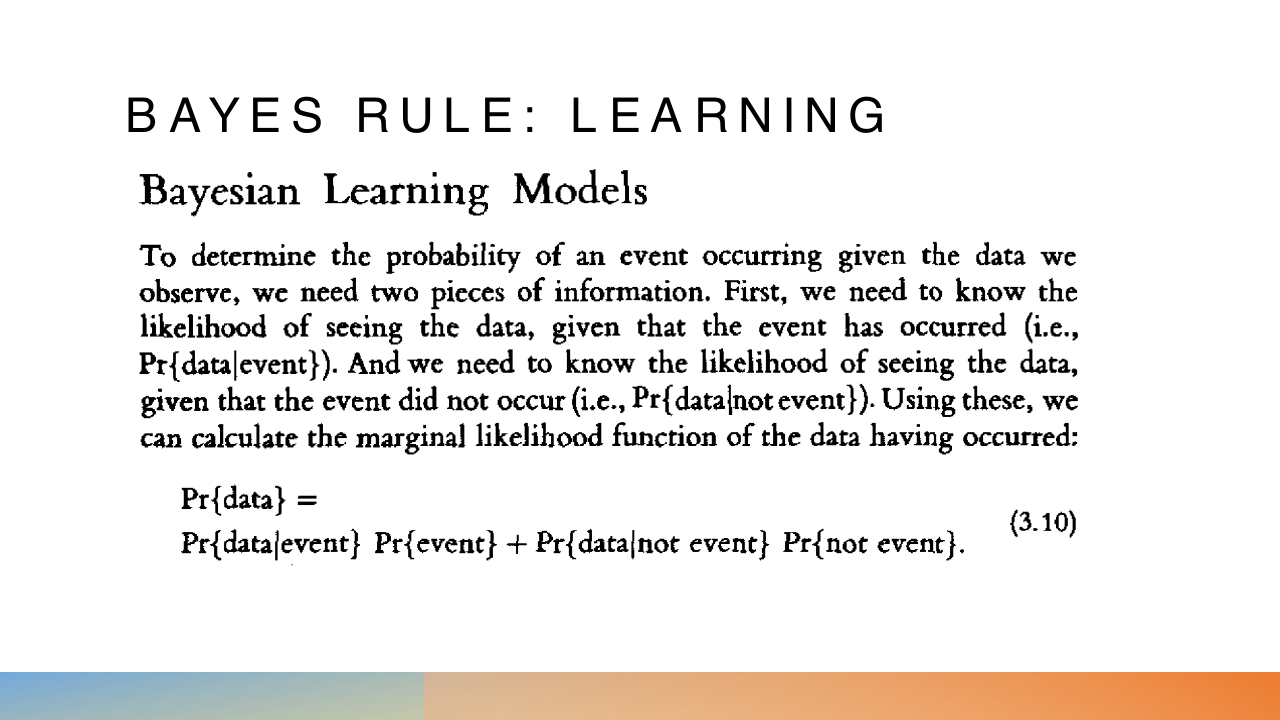 BAYES RULE: LEARNING
Bayesian Learning Models
To determine the probability of an event occurring given the data we
observe, we need two pieces of information. First, we need to know the
likelihood of seeing the data, given that the event has occurred (i.e.,
Pr{data|event}). And we need to know the likelihood of seeing the data,
given that the event did not occur (i.e., Pr{data|not event}). Using these, we
can calculate the marginal likelihood function of the data having occurred:
Pr{data} =
Pr{data|event} Pr{event} + Pr{data|not event} Pr{not event}.
(3.10)